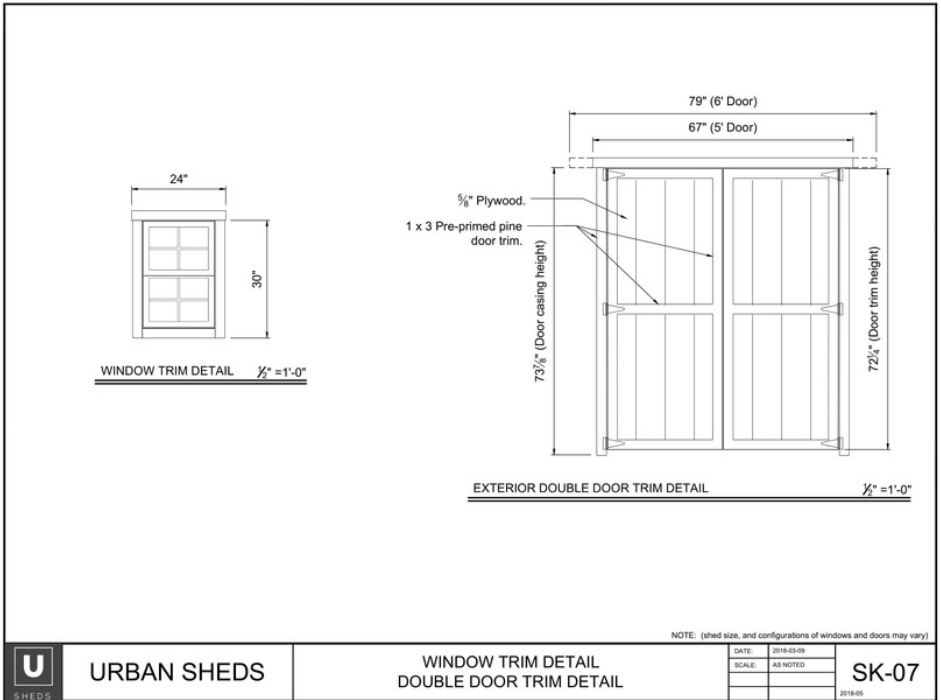 79" (6' Door)
67" (5' Door)
24"
⅝" Plywood.
1 x 3 Pre-primed pine
door trim.
30"
73⅞" (Door casing height)
72¼" (Door trim height)
WINDOW TRIM DETAIL ½" =1'-0"
EXTERIOR DOUBLE DOOR TRIM DETAIL ½" =1'-0"
NOTE: (shed size, and configurations of windows and doors may vary)
U
SHEDS
URBAN SHEDS
WINDOW TRIM DETAIL
DOUBLE DOOR TRIM DETAIL
DATE: 2018-03-09
SCALE: AS NOTED
SK-07
2018-05